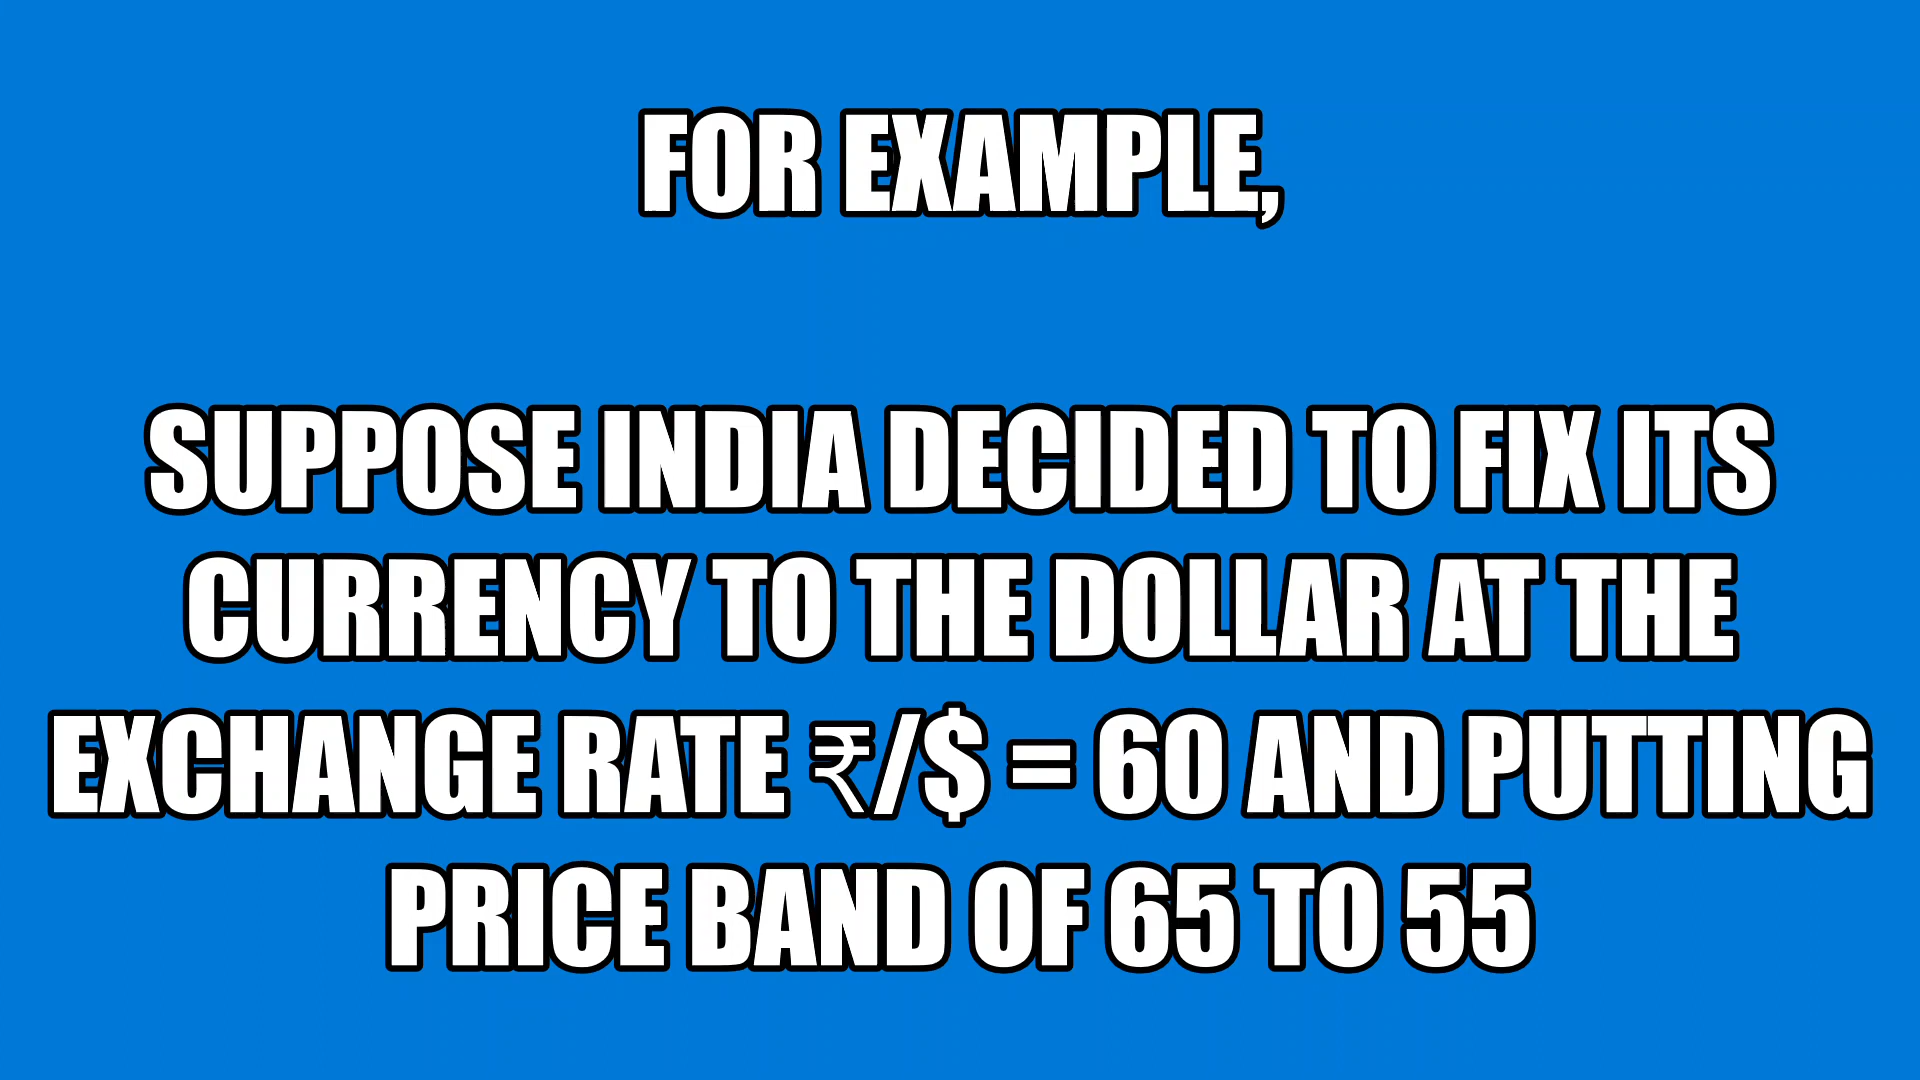 FOR EXAMPLE,
SUPPOSE INDIA DECIDED TO FIX ITS
CURRENCY TO THE DOLLAR AT THE
EXCHANGE RATE ₹/$ = 60 AND PUTTING
PRICE BAND OF 65 TO 55